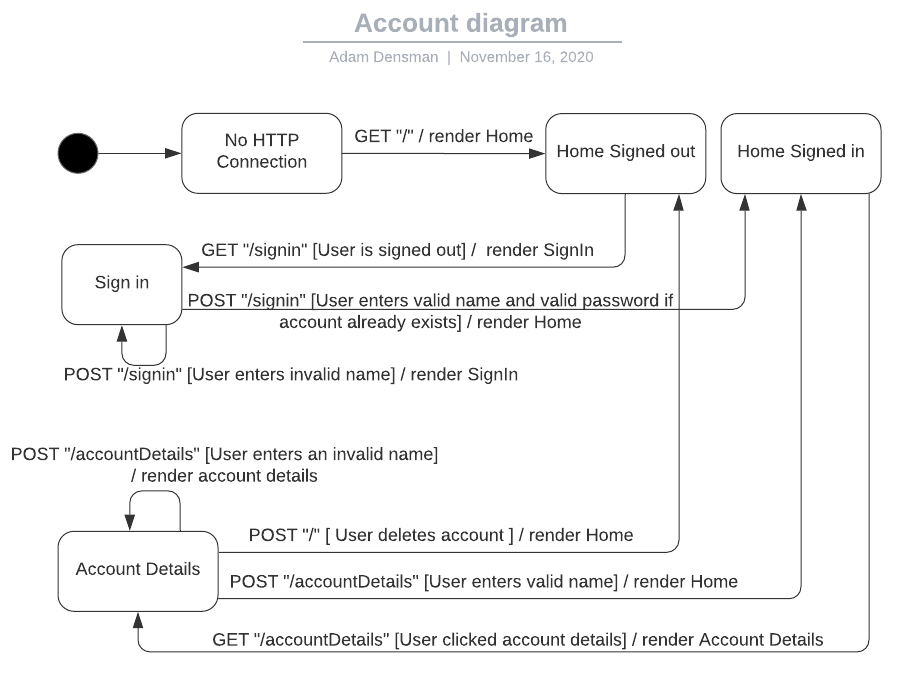 Account diagram
Adam Densman | November 16, 2020
No HTTP
Connection
GET "/" / render Home
Home Signed out
Home Signed in
GET "/signin" [User is signed out] / render SignIn
Sign in
POST "/signin" [User enters valid name and valid password if
account already exists] / render Home
POST "/signin" [User enters invalid name] / render SignIn
POST "/accountDetails" [User enters an invalid name]
/ render account details
POST "/" [ User deletes account ] / render Home
Account Details
POST "/accountDetails" [User enters valid name] / render Home
GET "/accountDetails" [User clicked account details] / render Account Details